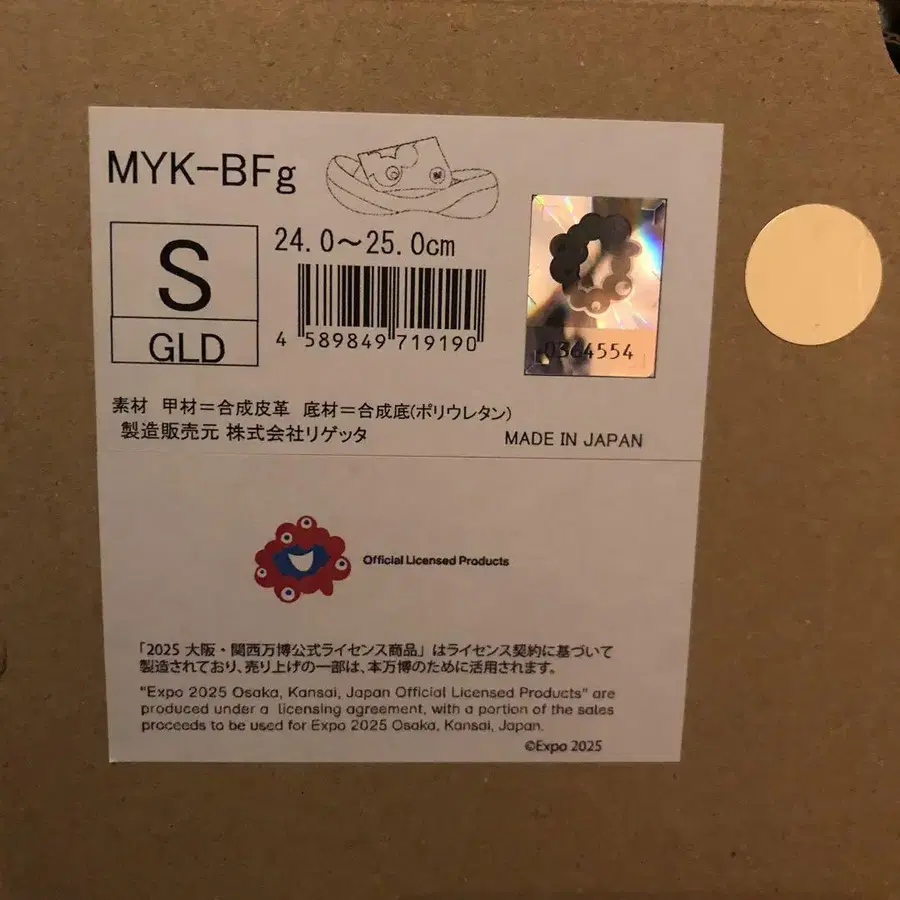 MYK-BFg
S
GLD
24.0～25.0cm
4 589849 719190
0364554
素材 甲材＝合成皮革 底材＝合成底(ポリウレタン)
製造販売元 株式会社リゲッタ
MADE IN JAPAN
Official Licensed Products
「2025 大阪・関西万博公式ライセンス商品」はライセンス契約に基づいて
製造されており、売り上げの一部は、本万博のために活用されます。
"Expo 2025 Osaka, Kansai, Japan Official Licensed Products" are
produced under a licensing agreement, with a portion of the sales
proceeds to be used for Expo 2025 Osaka, Kansai, Japan.
©Expo 2025